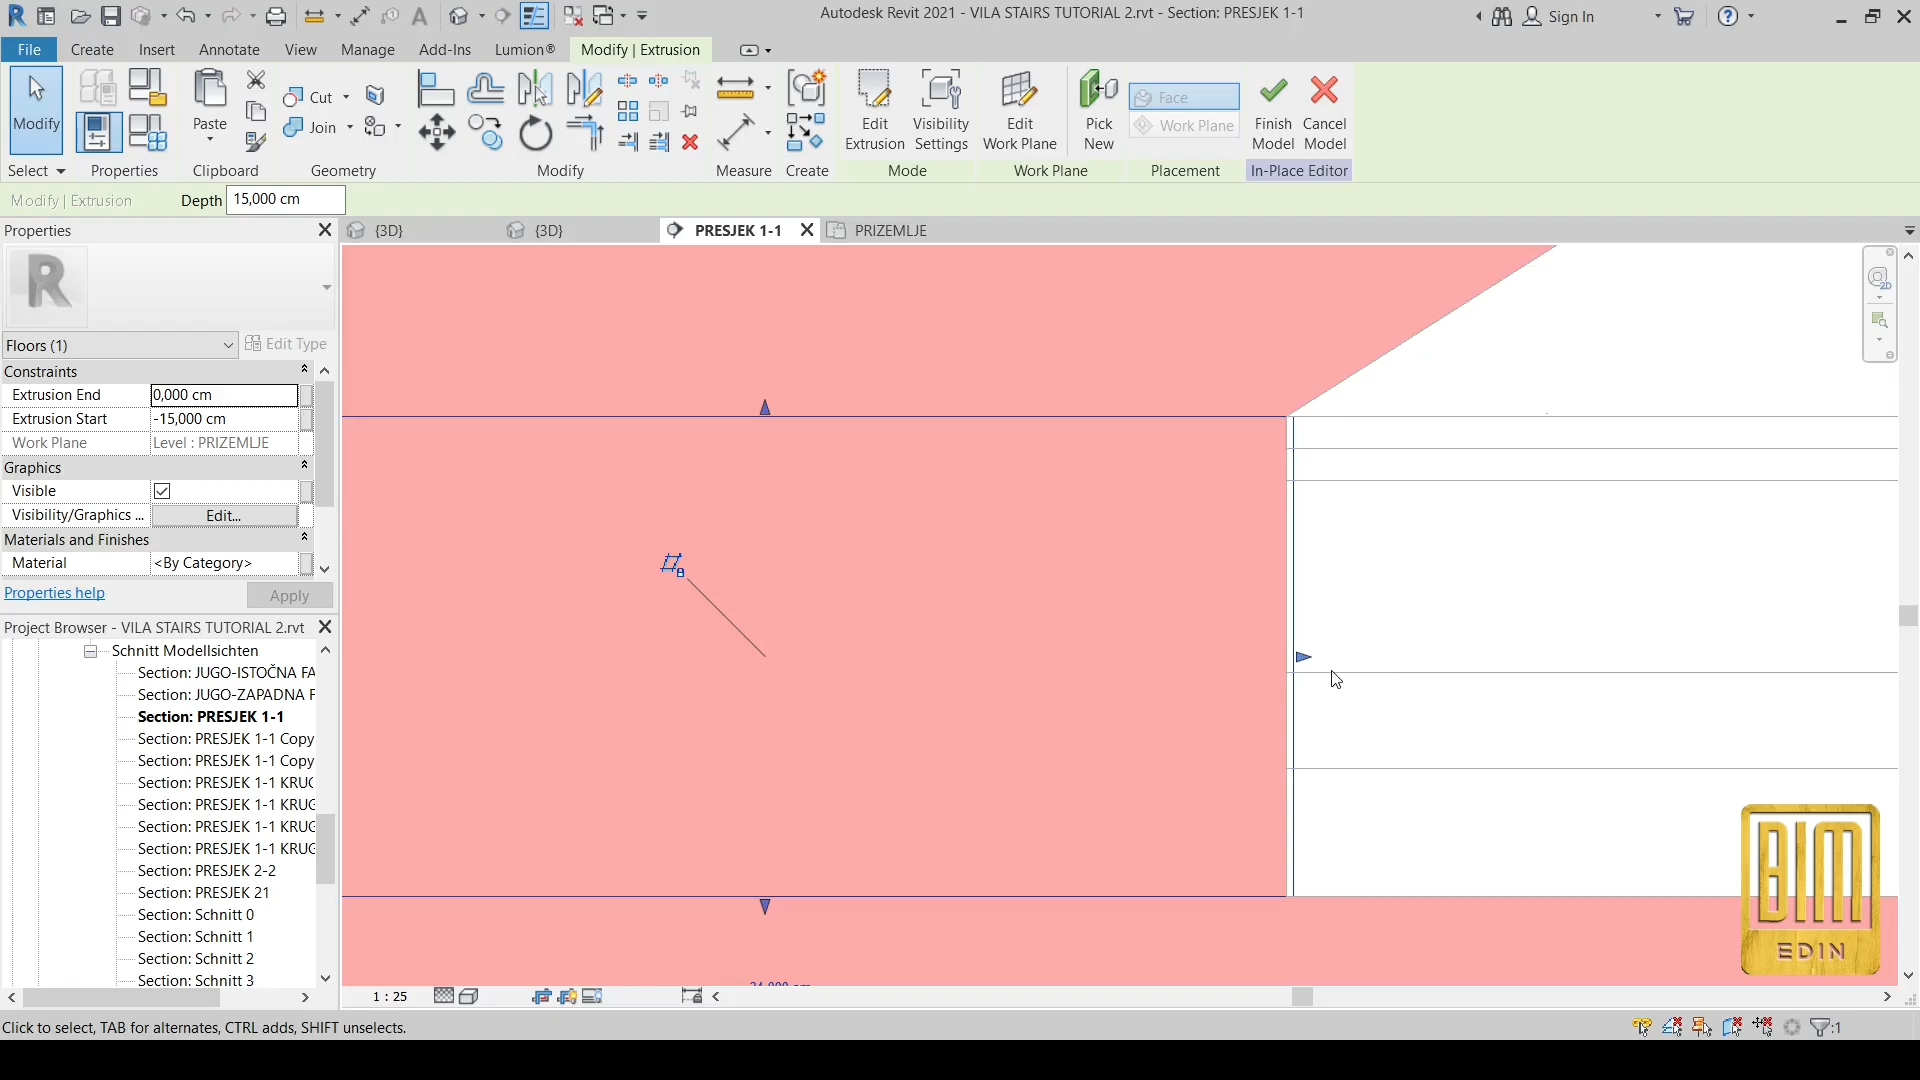 Autodesk Revit 2021 - VILA STAIRS TUTORIAL 2.rvt - Section: PRESJEK 1-1
Sign In
File Create Insert Annotate View Manage Add-Ins Lumion® Modify | Extrusion
Modify
Paste
Cut
Join
Edit Extrusion
Visibility Settings
Edit Work Plane
Pick New
Face
Work Plane
Finish Model
Cancel Model
Select Properties Clipboard Geometry Modify Measure Create Mode Work Plane Placement In-Place Editor
Modify | Extrusion Depth 15,000 cm
Properties
{3D} {3D} PRESJEK 1-1 PRIZEMLJE
Floors (1) Edit Type
Constraints
Extrusion End 0,000 cm
Extrusion Start -15,000 cm
Work Plane Level : PRIZEMLJE
Graphics
Visible
Visibility/Graphics ... Edit...
Materials and Finishes
Material <By Category>
Properties help Apply
Project Browser - VILA STAIRS TUTORIAL 2.rvt
Schnitt Modellsichten
Section: JUGO-ISTOČNA FA
Section: JUGO-ZAPADNA F
Section: PRESJEK 1-1
Section: PRESJEK 1-1 Copy
Section: PRESJEK 1-1 Copy
Section: PRESJEK 1-1 KRUG
Section: PRESJEK 1-1 KRUG
Section: PRESJEK 1-1 KRUG
Section: PRESJEK 1-1 KRUG
Section: PRESJEK 2-2
Section: PRESJEK 21
Section: Schnitt 0
Section: Schnitt 1
Section: Schnitt 2
Section: Schnitt 3
1 : 25
BIM
EDIN
Click to select, TAB for alternates, CTRL adds, SHIFT unselects.
:1